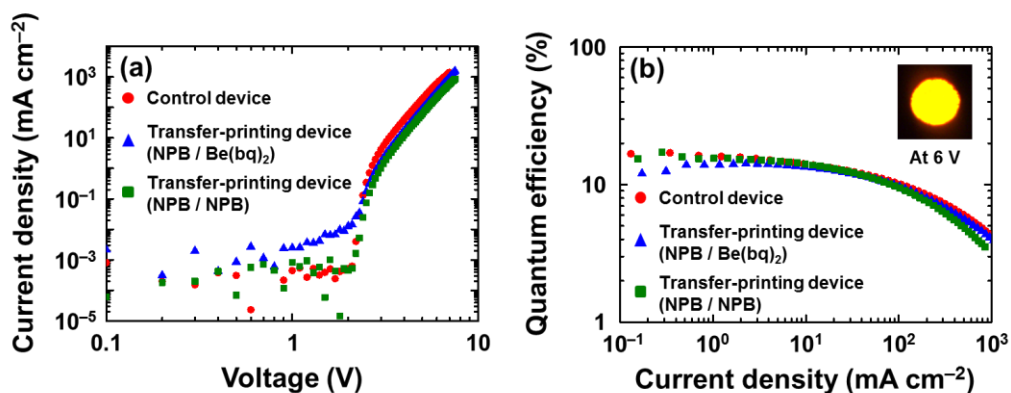 (a)
Current density (mA cm⁻²)
10³
10¹
10⁻¹
10⁻³
10⁻⁵
Control device
Transfer-printing device
(NPB / Be(bq)₂)
Transfer-printing device
(NPB / NPB)
0.1
1
10
Voltage (V)
(b)
Quantum efficiency (%)
100
10
1
At 6 V
Control device
Transfer-printing device
(NPB / Be(bq)₂)
Transfer-printing device
(NPB / NPB)
10⁻¹
10⁰
10¹
10²
10³
Current density (mA cm⁻²)